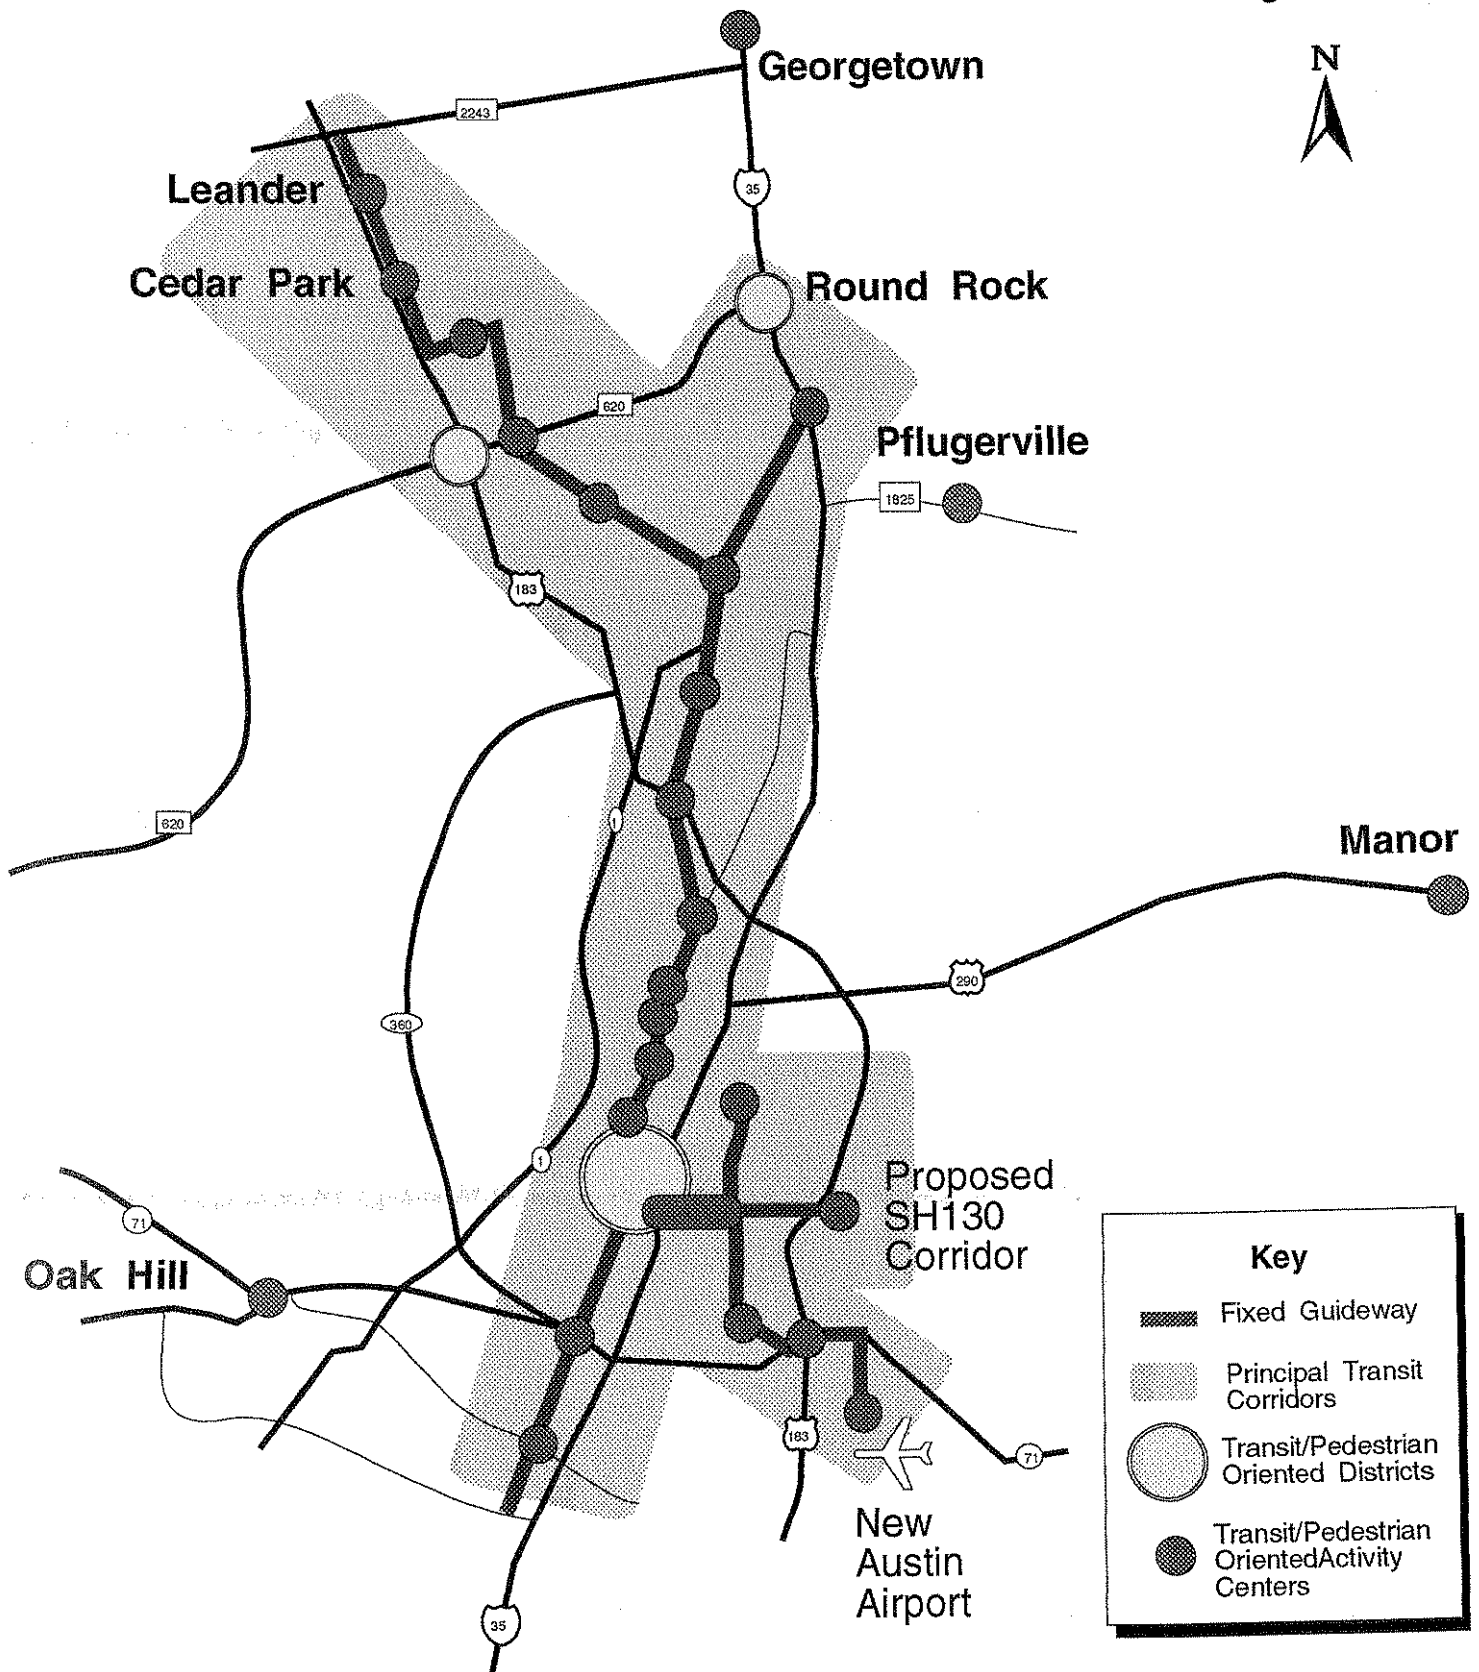 Georgetown
N
2243
Leander
35
Cedar Park
Round Rock
620
Pflugerville
1825
183
620
1
Manor
290
360
1
Proposed
SH130
Corridor
71
Oak Hill
Key
Fixed Guideway
Principal Transit
Corridors
Transit/Pedestrian
Oriented Districts
Transit/Pedestrian
OrientedActivity
Centers
183
71
New
Austin
Airport
35